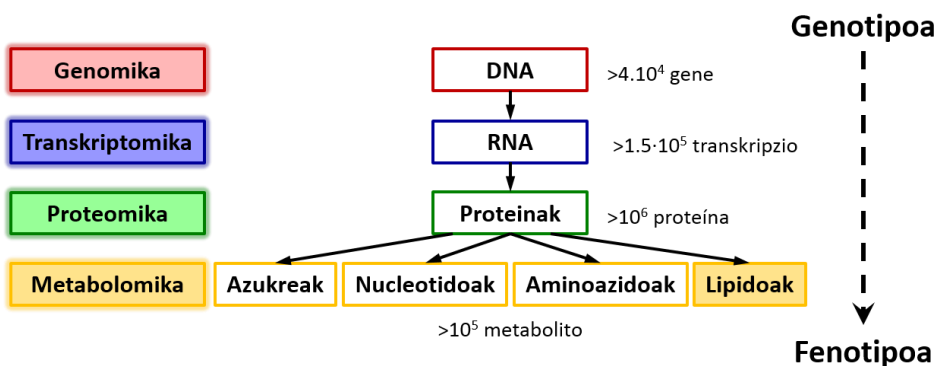 Genotipoa
Genomika
DNA
>4.10⁴ gene
Transkriptomika
RNA
>1.5·10⁵ transkripzio
Proteomika
Proteinak
>10⁶ proteína
Metabolomika
Azukreak
Nucleotidoak
Aminoazidoak
Lipidoak
>10⁵ metabolito
Fenotipoa